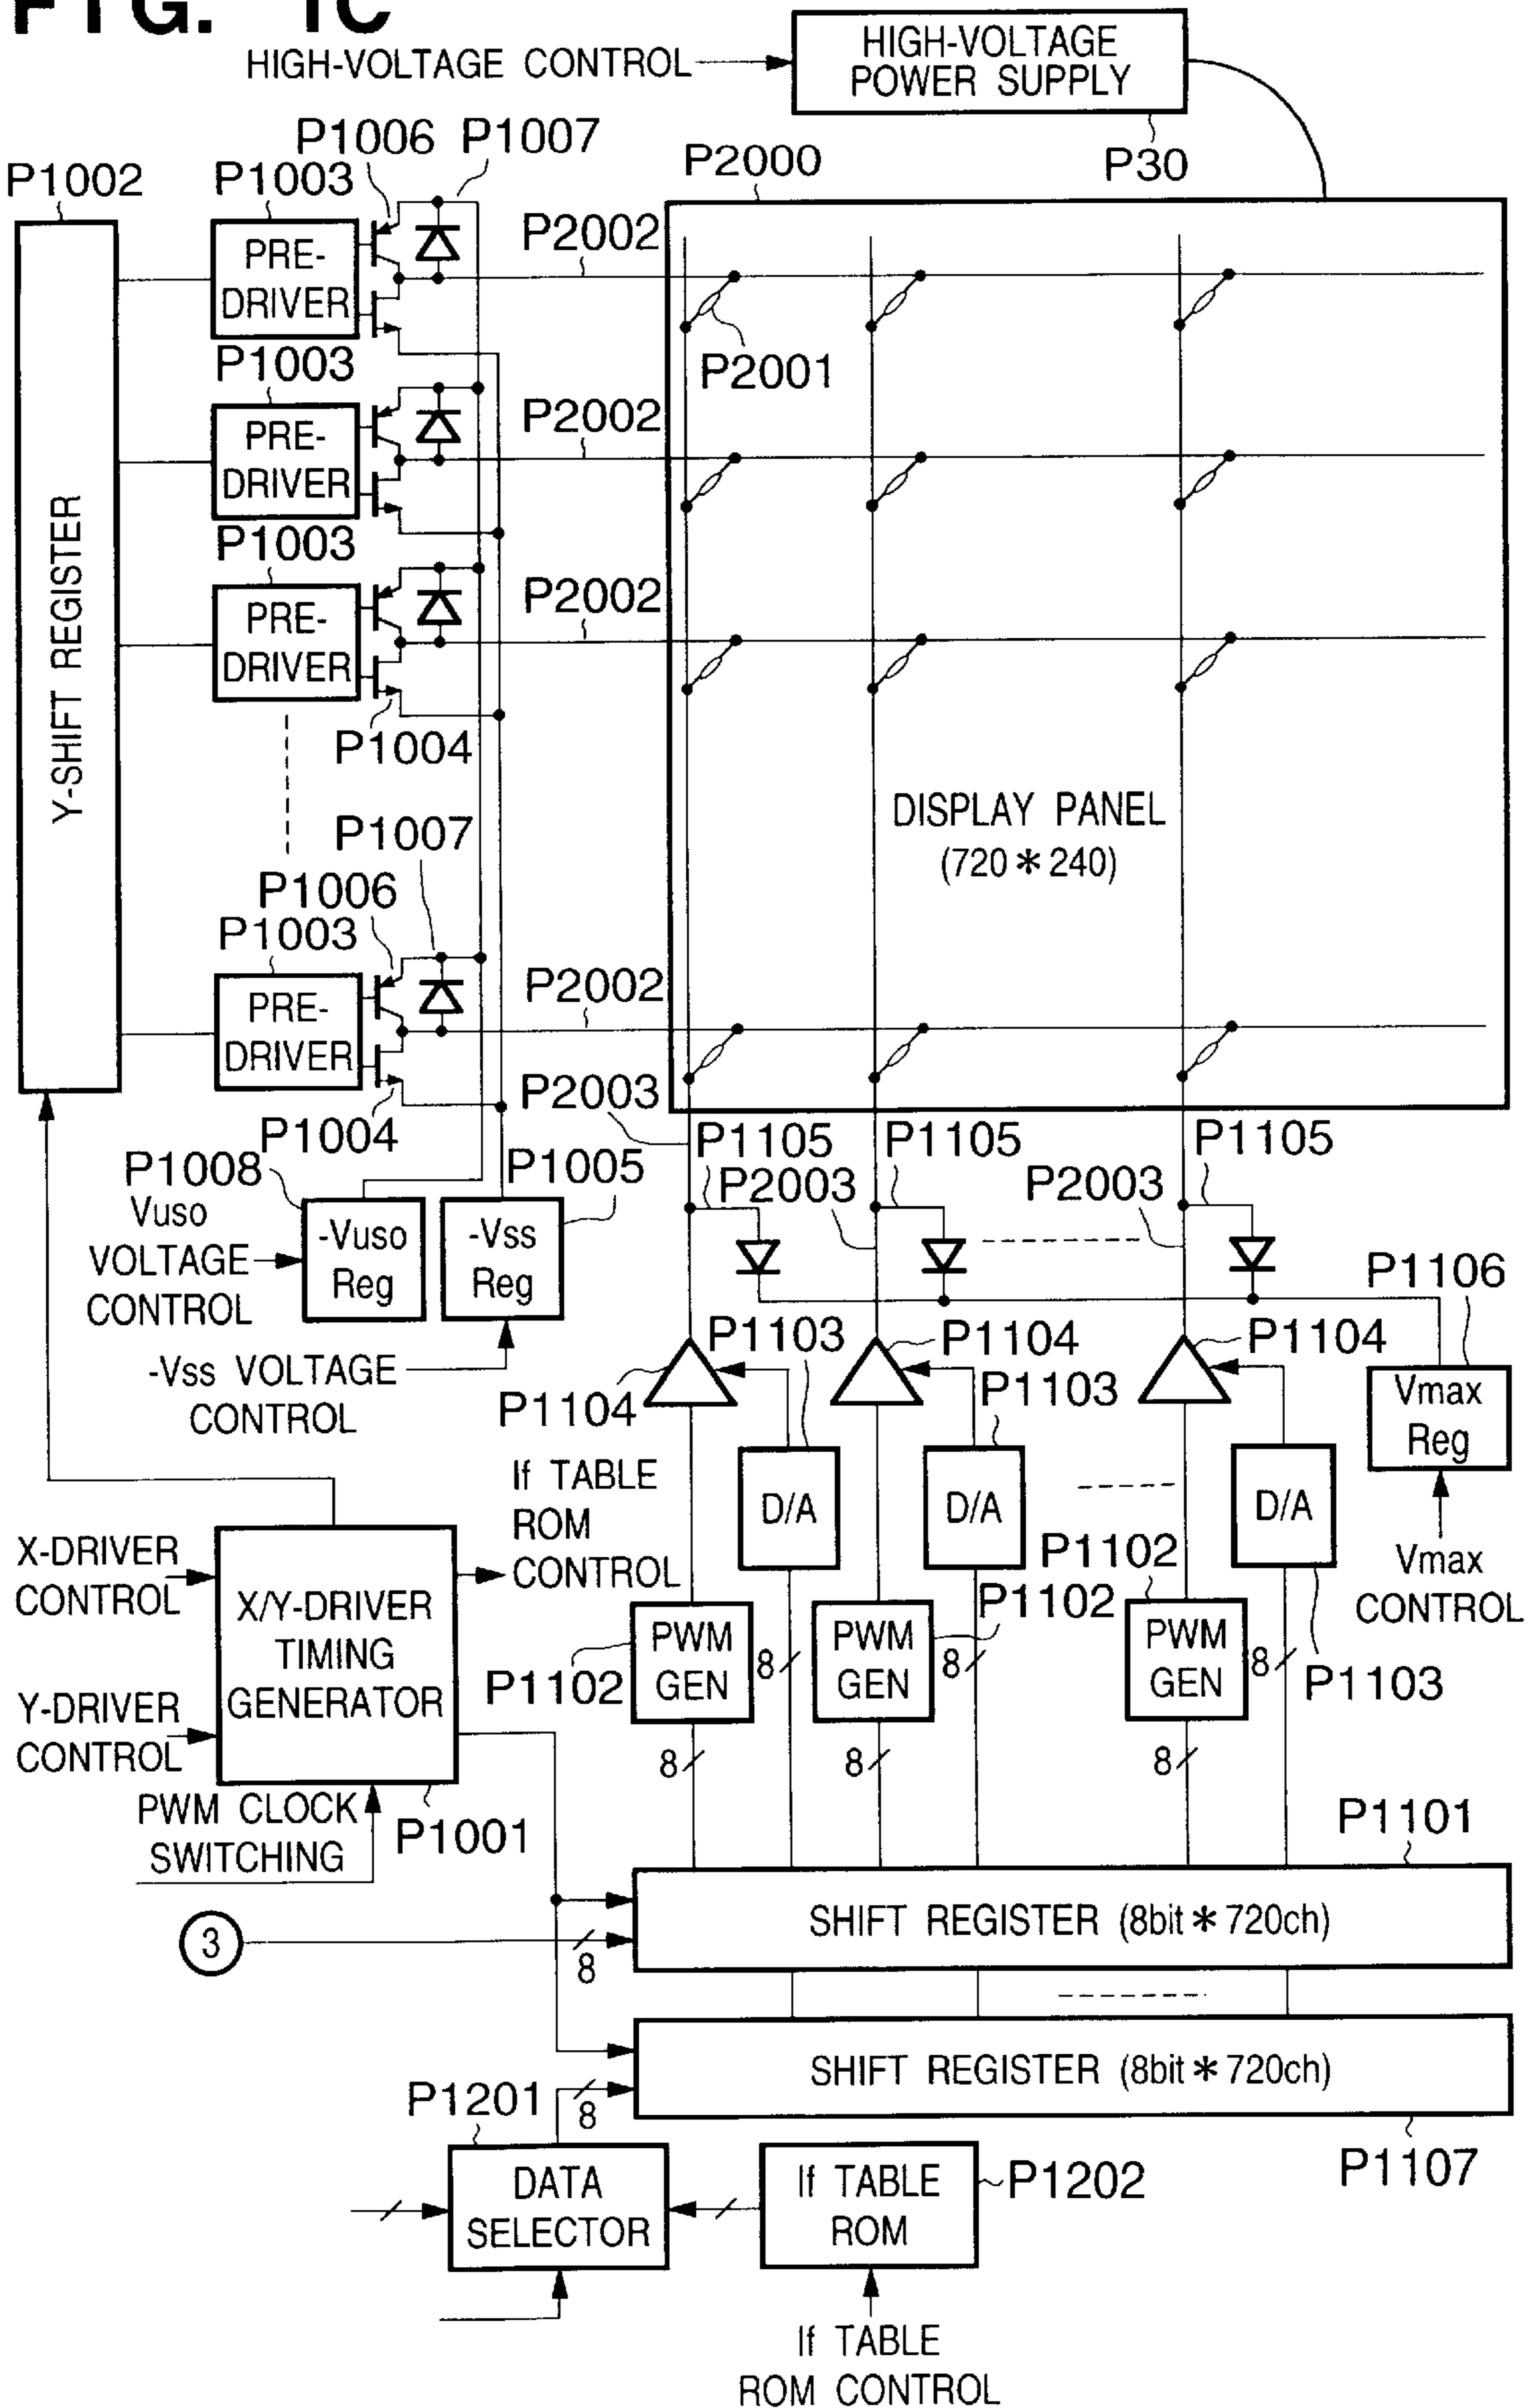 FIG. 1C
HIGH-VOLTAGE CONTROL
HIGH-VOLTAGE
POWER SUPPLY
P30
P1006
P1007
P2000
P1002
P1003
PRE-
DRIVER
P2002
P2001
P1003
PRE-
DRIVER
P2002
P1003
PRE-
DRIVER
P2002
P1004
Y-SHIFT REGISTER
DISPLAY PANEL
(720 * 240)
P1007
P1006
P1003
PRE-
DRIVER
P2002
P2003
P1004
P1008
P1005
Vuso
VOLTAGE
CONTROL
-Vuso
Reg
-Vss
Reg
-Vss VOLTAGE
CONTROL
P1105
P2003
P1105
P2003
P1105
P1106
Vmax
Reg
Vmax
CONTROL
P1103
P1104
P1104
P1103
P1104
D/A
D/A
D/A
If TABLE
ROM
CONTROL
X-DRIVER
CONTROL
X/Y-DRIVER
TIMING
GENERATOR
Y-DRIVER
CONTROL
PWM CLOCK
SWITCHING
P1001
P1102
PWM
GEN
8
8
P1102
PWM
GEN
8
8
P1102
PWM
GEN
8
8
P1103
P1101
SHIFT REGISTER (8bit * 720ch)
3
8
SHIFT REGISTER (8bit * 720ch)
P1107
P1201
8
DATA
SELECTOR
If TABLE
ROM
P1202
If TABLE
ROM CONTROL